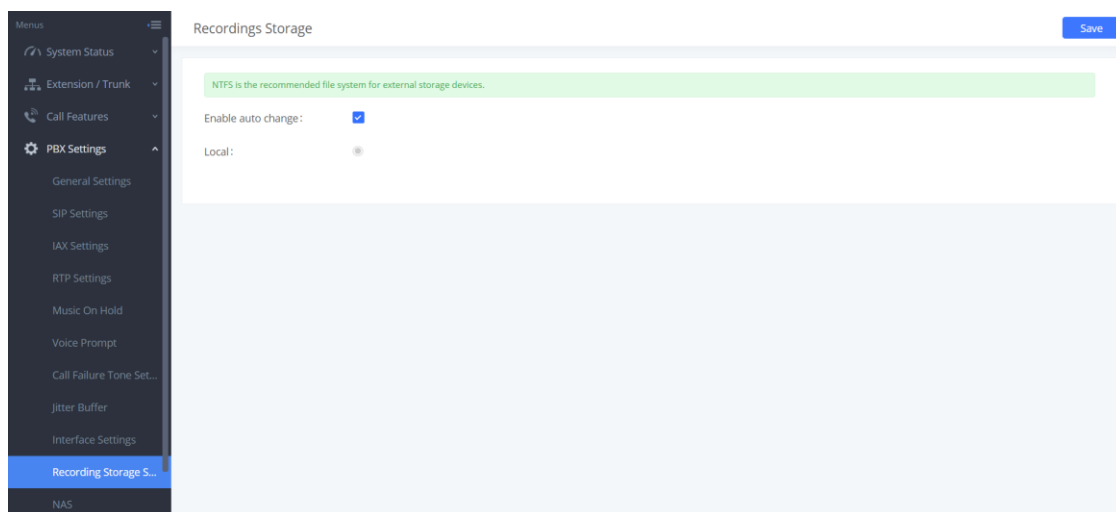 Menus
System Status
Extension / Trunk
Call Features
PBX Settings
General Settings
SIP Settings
IAX Settings
RTP Settings
Music On Hold
Voice Prompt
Call Failure Tone Set...
Jitter Buffer
Interface Settings
Recording Storage S...
NAS
Recordings Storage
Save
NTFS is the recommended file system for external storage devices.
Enable auto change:
Local: